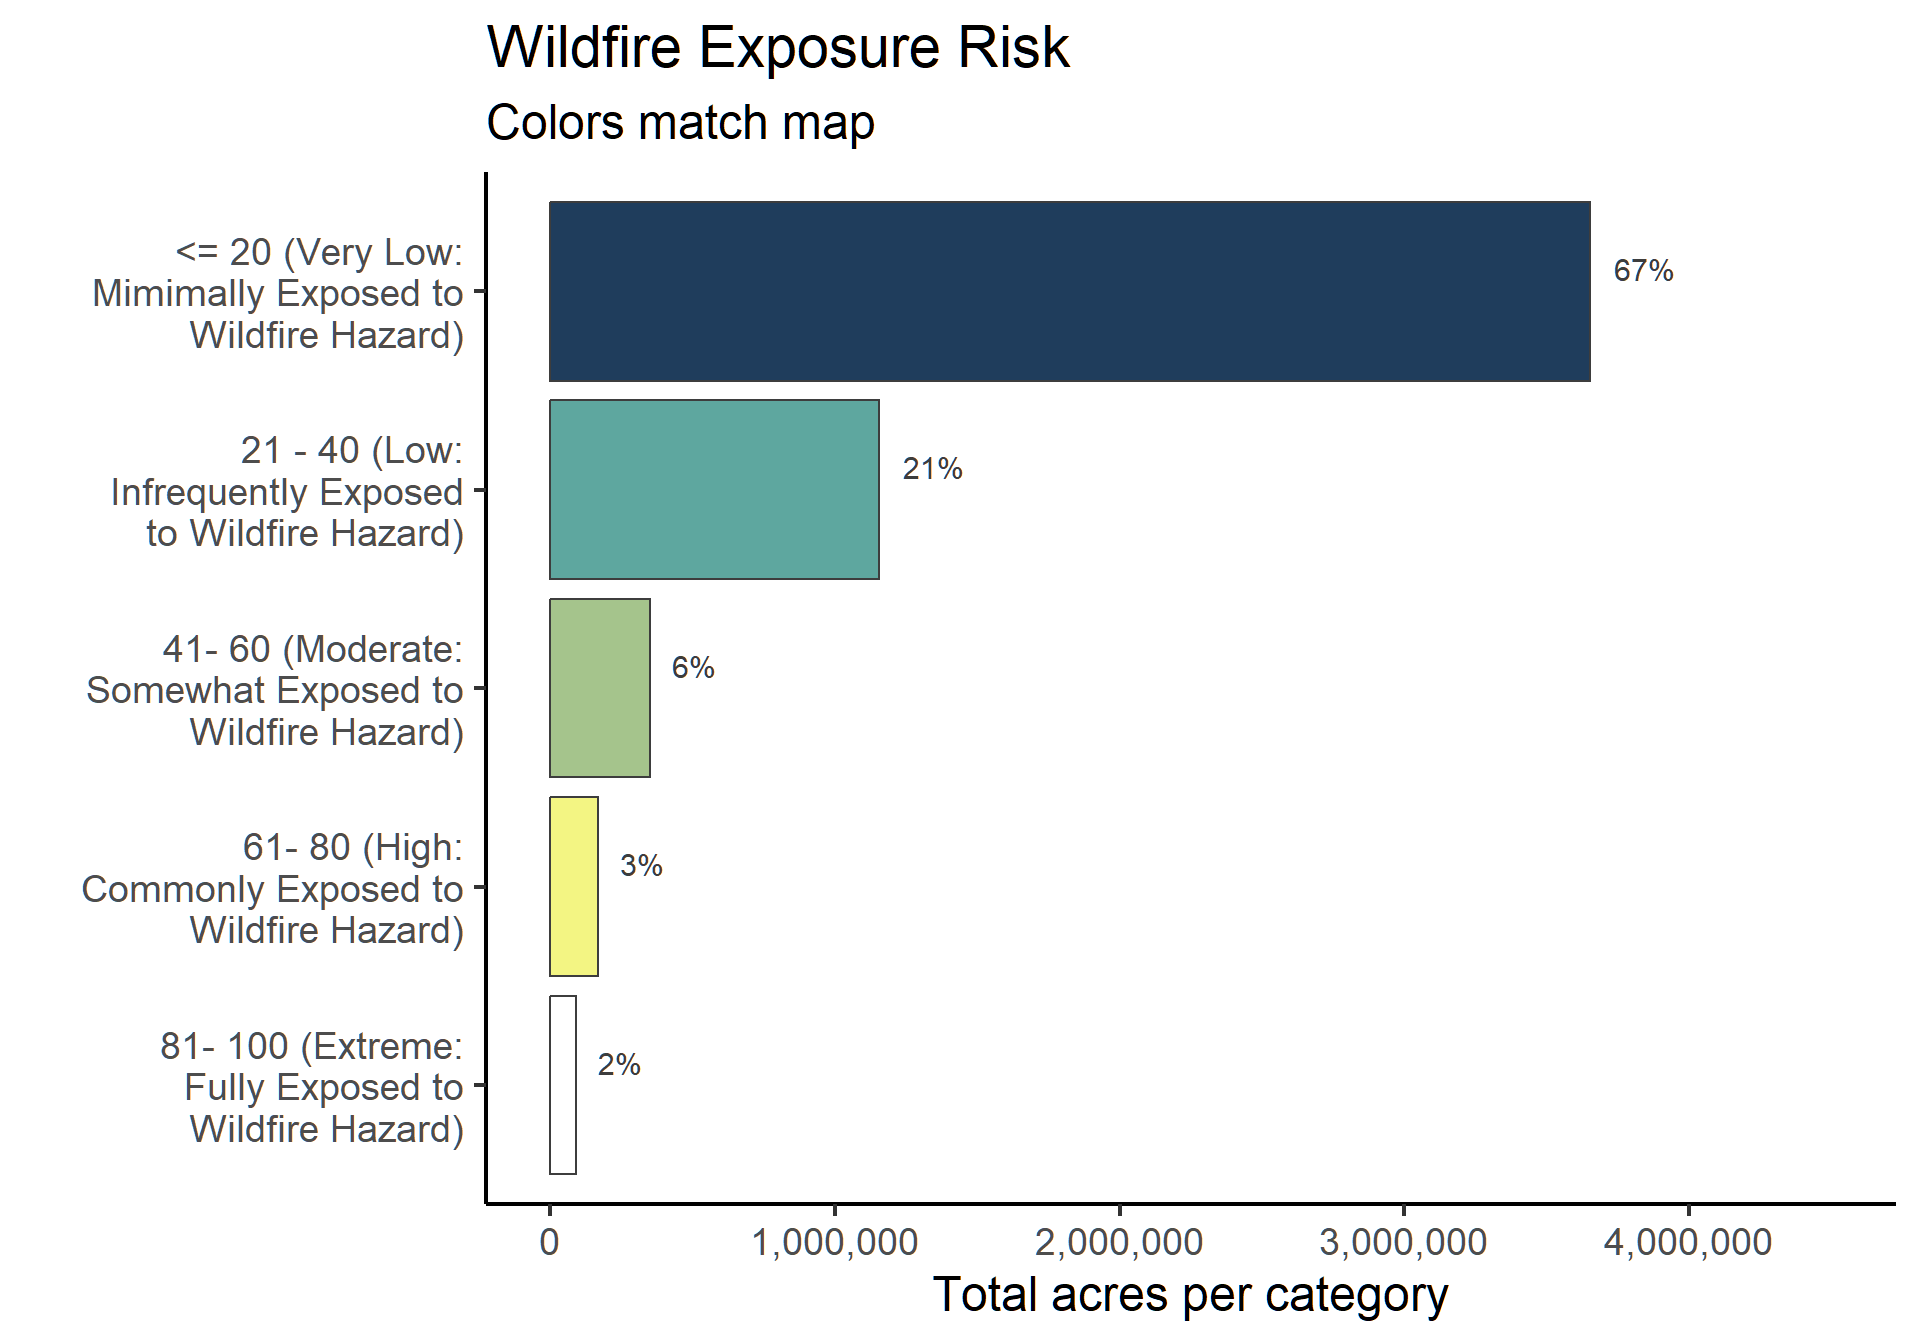 Wildfire Exposure Risk
Colors match map
<= 20 (Very Low:
Mimimally Exposed to
Wildfire Hazard)
67%
21 - 40 (Low:
Infrequently Exposed
to Wildfire Hazard)
21%
41- 60 (Moderate:
Somewhat Exposed to
Wildfire Hazard)
6%
61- 80 (High:
Commonly Exposed to
Wildfire Hazard)
3%
81- 100 (Extreme:
Fully Exposed to
Wildfire Hazard)
2%
0 1,000,000 2,000,000 3,000,000 4,000,000
Total acres per category